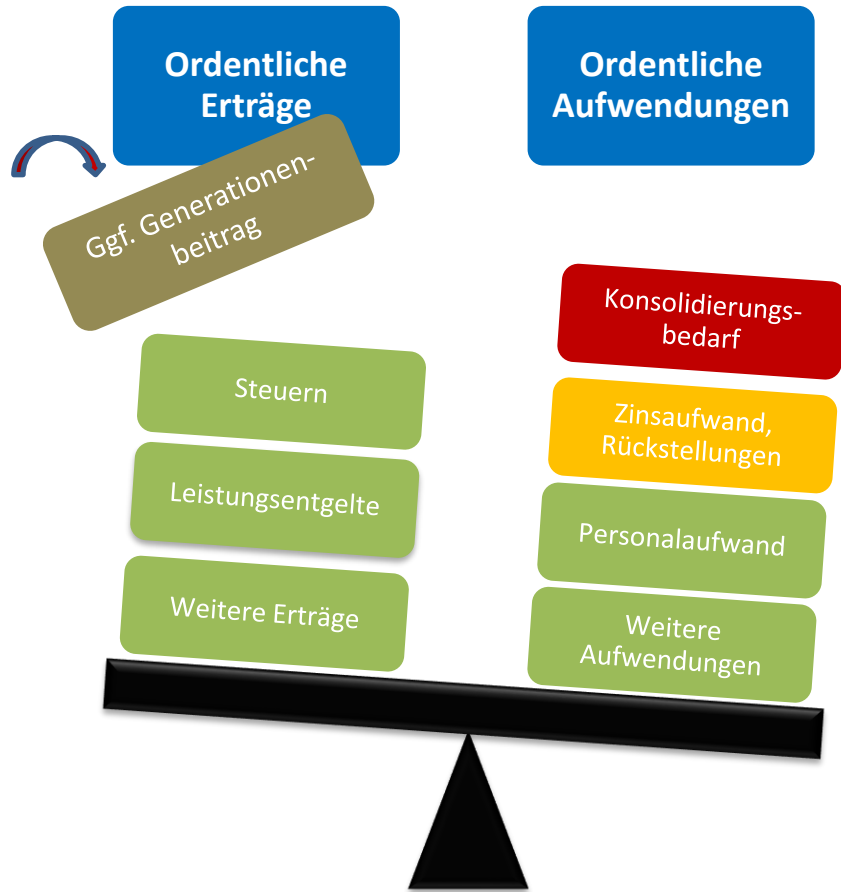 Ordentliche
Erträge
Ggf. Generationen-
beitrag
Steuern
Leistungsentgelte
Weitere Erträge
Ordentliche
Aufwendungen
Konsolidierungs-
bedarf
Zinsaufwand,
Rückstellungen
Personalaufwand
Weitere
Aufwendungen